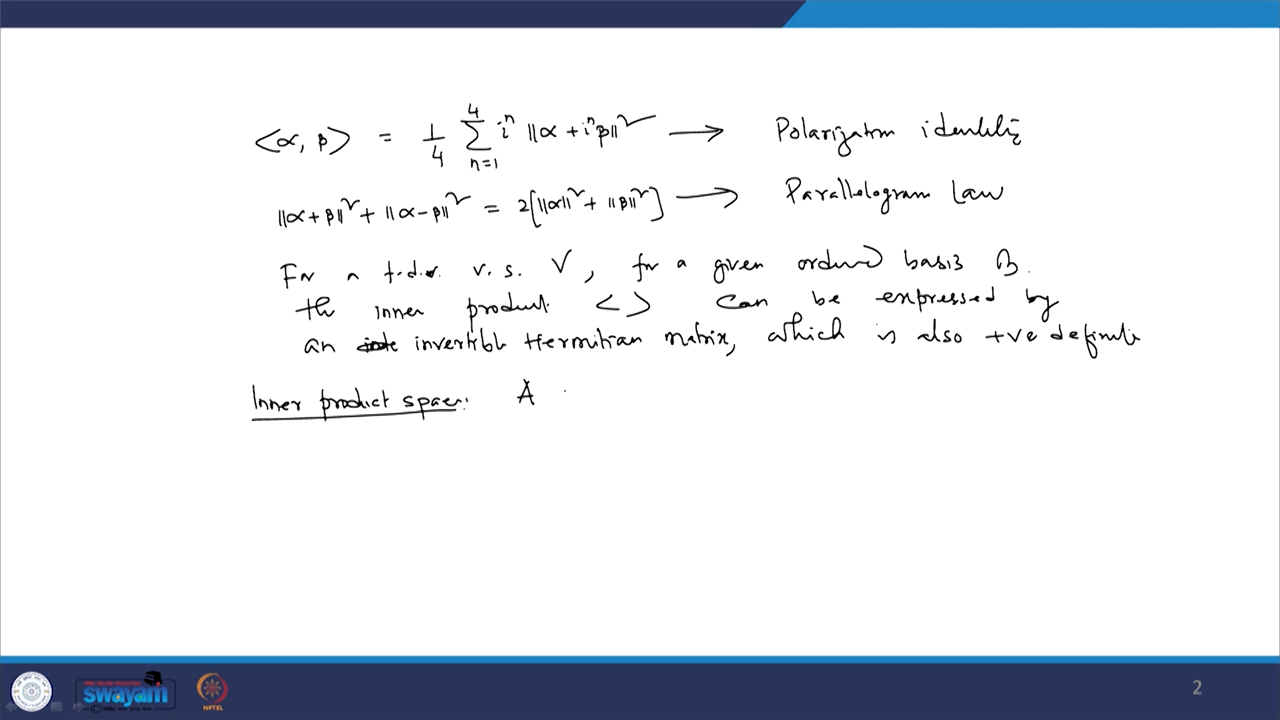 <α, β> = 1/4 Σ_{n=1}^{4} i^n ||α + i^n β||² → Polarization identity
||α+β||² + ||α-β||² = 2[||α||² + ||β||²] → Parallelogram Law
For a f.d. v.s. V, for a given ordered basis B.
the inner product < > can be expressed by
an invertible Hermitian matrix, which is also +ve definite
Inner product space: A
swayam
NPTEL
2